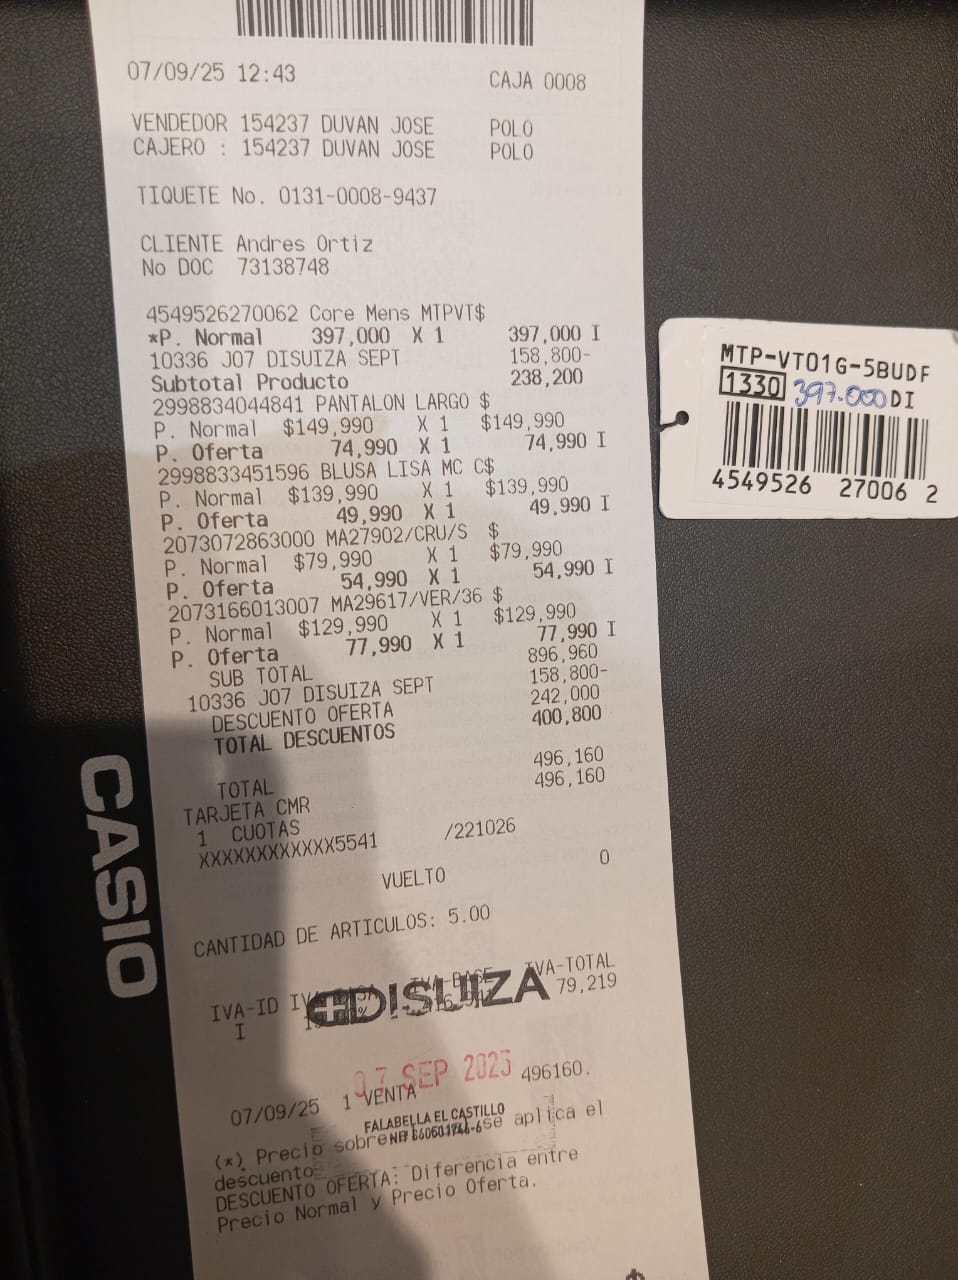 07/09/25 12:43 CAJA 0008
VENDEDOR 154237 DUVAN JOSE POLO
CAJERO : 154237 DUVAN JOSE POLO
TIQUETE No. 0131-0008-9437
CLIENTE Andres Ortiz
No DOC 73138748
4549526270062 Core Mens MTPVT$
*P. Normal 397,000 X 1 397,000 I
10336 J07 DISUIZA SEPT 158,800-
Subtotal Producto 238,200
2998834044841 PANTALON LARGO $
P. Normal $149,990 X 1 $149,990
P. Oferta 74,990 X 1 74,990 I
2998833451596 BLUSA LISA MC C$
P. Normal $139,990 X 1 $139,990
P. Oferta 49,990 X 1 49,990 I
2073072863000 MA27902/CRU/S $
P. Normal $79,990 X 1 $79,990
P. Oferta 54,990 X 1 54,990 I
2073166013007 MA29617/VER/36 $
P. Normal $129,990 X 1 $129,990
P. Oferta 77,990 X 1 77,990 I
SUB TOTAL 896,960
10336 J07 DISUIZA SEPT 158,800-
DESCUENTO OFERTA 242,000
TOTAL DESCUENTOS 400,800
TOTAL 496,160
TARJETA CMR 496,160
1 CUOTAS
XXXXXXXXXXXX5541 /221026
VUELTO 0
CANTIDAD DE ARTICULOS: 5.00
IVA-ID IVA-BASE IVA-TOTAL
I 79,219
DISUIZA
07 SEP 2025
07/09/25 1 VENTA 496160.
FALABELLA EL CASTILLO
(*) Precio sobre se aplica el
descuento
DESCUENTO OFERTA: Diferencia entre
Precio Normal y Precio Oferta.
MTP-VT01G-5BUDF
1330 397.000 DI
4549526 27006 2
CASIO